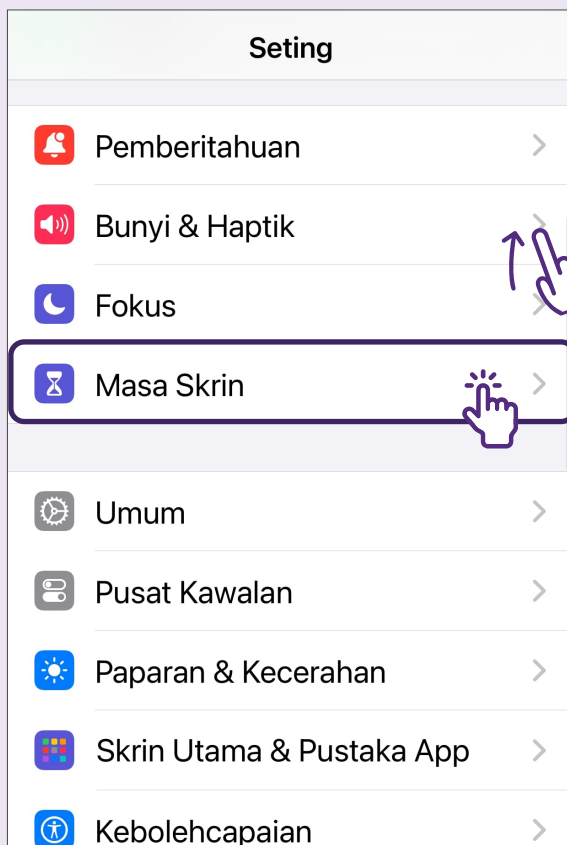 Seting
Pemberitahuan
Bunyi & Haptik
Fokus
Masa Skrin
Umum
Pusat Kawalan
Paparan & Kecerahan
Skrin Utama & Pustaka App
Kebolehcapaian